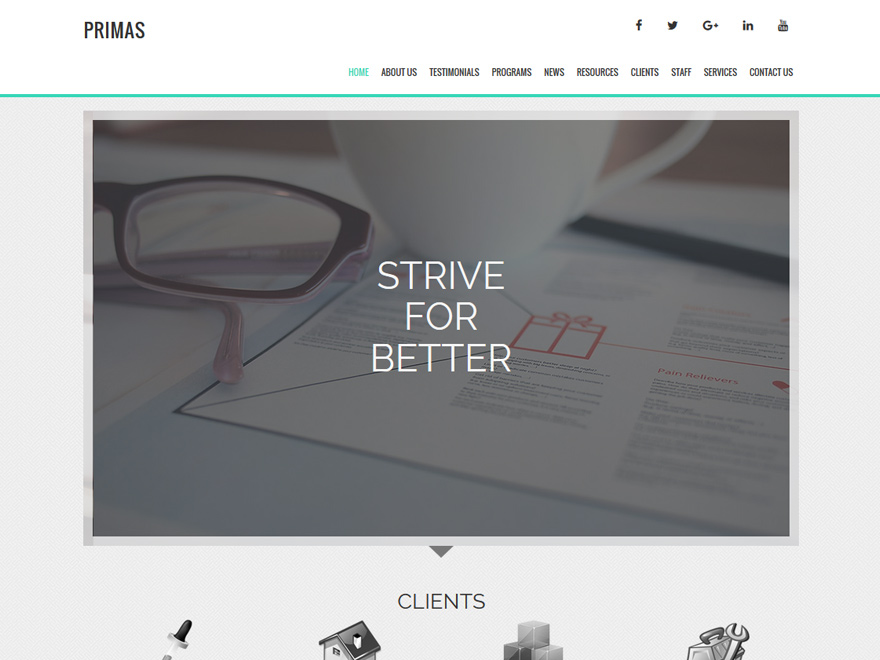 PRIMAS
HOME ABOUT US TESTIMONIALS PROGRAMS NEWS RESOURCES CLIENTS STAFF SERVICES CONTACT US
STRIVE
FOR
BETTER
Pain Relievers
CLIENTS